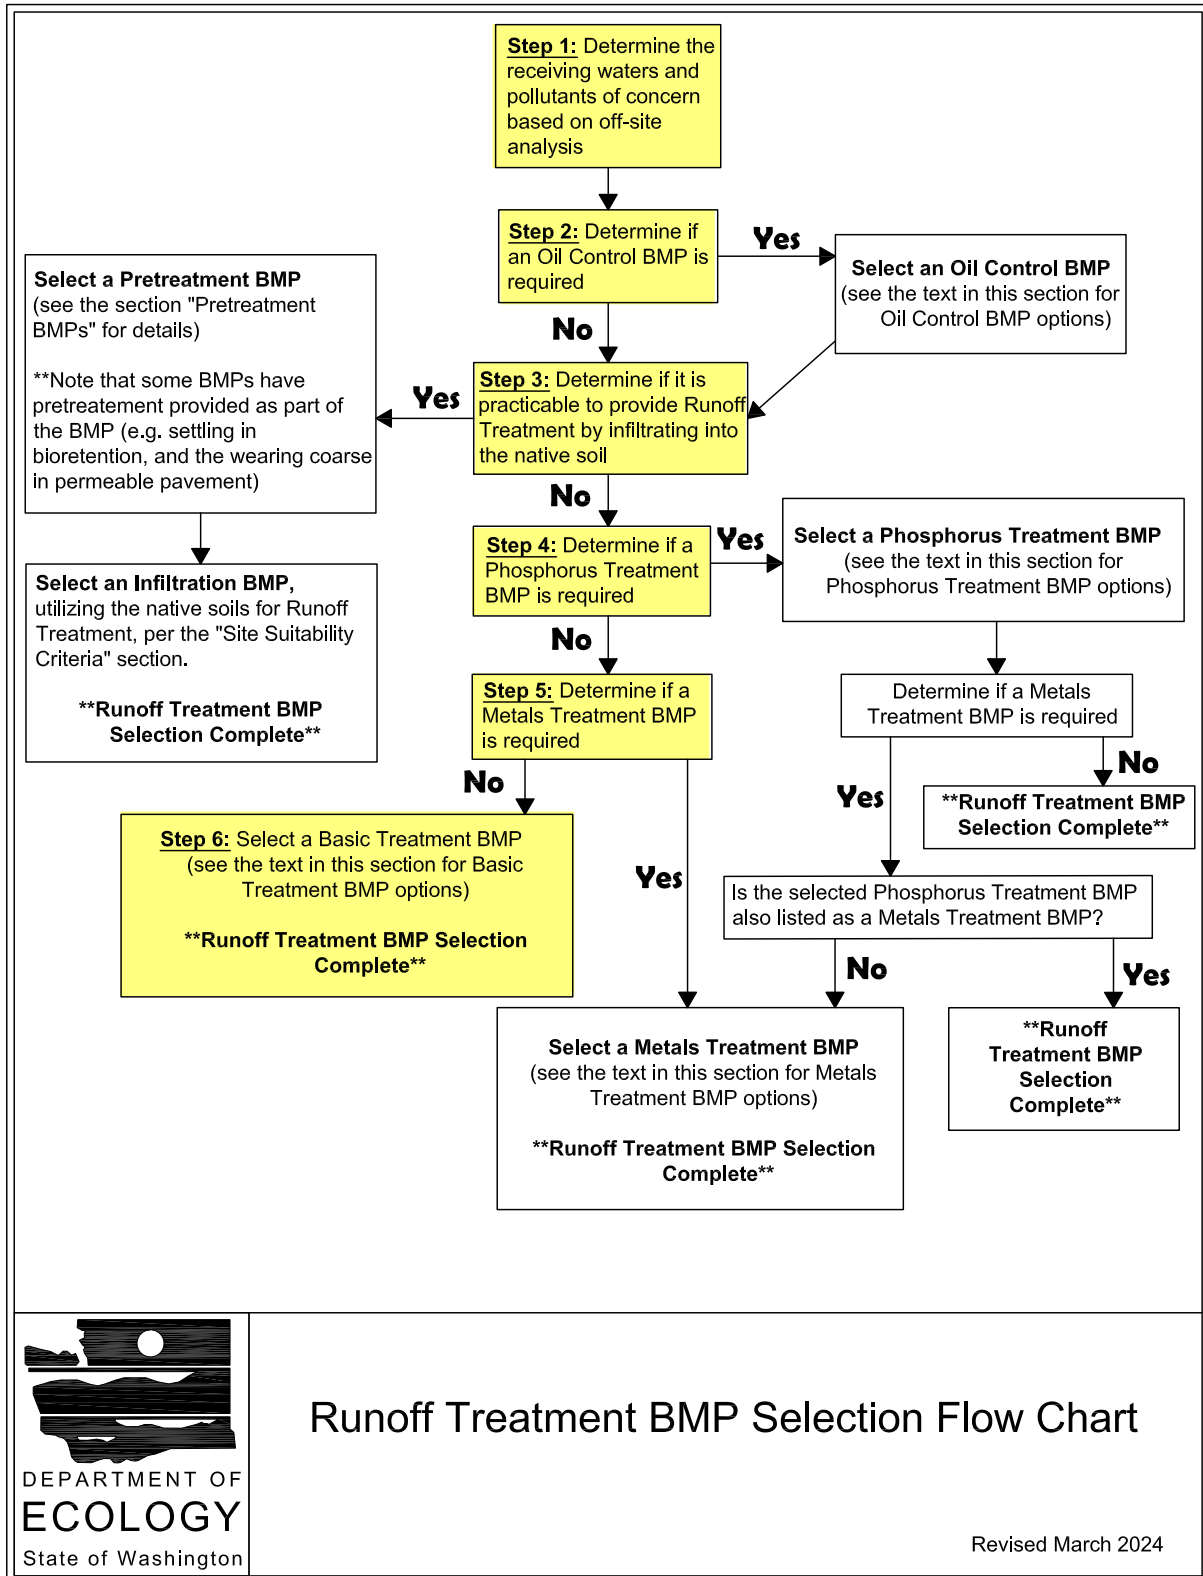 Step 1: Determine the
receiving waters and
pollutants of concern
based on off-site
analysis
Step 2: Determine if
an Oil Control BMP is
required
Yes
Select an Oil Control BMP
(see the text in this section for
Oil Control BMP options)
No
Select a Pretreatment BMP
(see the section "Pretreatment
BMPs" for details)
**Note that some BMPs have
pretreatement provided as part of
the BMP (e.g. settling in
bioretention, and the wearing coarse
in permeable pavement)
Yes
Step 3: Determine if it is
practicable to provide Runoff
Treatment by infiltrating into
the native soil
No
Select an Infiltration BMP,
utilizing the native soils for Runoff
Treatment, per the "Site Suitability
Criteria" section.
**Runoff Treatment BMP
Selection Complete**
Step 4: Determine if a
Phosphorus Treatment
BMP is required
Yes
Select a Phosphorus Treatment BMP
(see the text in this section for
Phosphorus Treatment BMP options)
No
Step 5: Determine if a
Metals Treatment BMP
is required
Determine if a Metals
Treatment BMP is required
No
Yes
No
**Runoff Treatment BMP
Selection Complete**
Step 6: Select a Basic Treatment BMP
(see the text in this section for Basic
Treatment BMP options)
**Runoff Treatment BMP Selection
Complete**
Yes
Is the selected Phosphorus Treatment BMP
also listed as a Metals Treatment BMP?
No
Yes
Select a Metals Treatment BMP
(see the text in this section for Metals
Treatment BMP options)
**Runoff Treatment BMP Selection
Complete**
**Runoff
Treatment BMP
Selection
Complete**
DEPARTMENT OF
ECOLOGY
State of Washington
Runoff Treatment BMP Selection Flow Chart
Revised March 2024